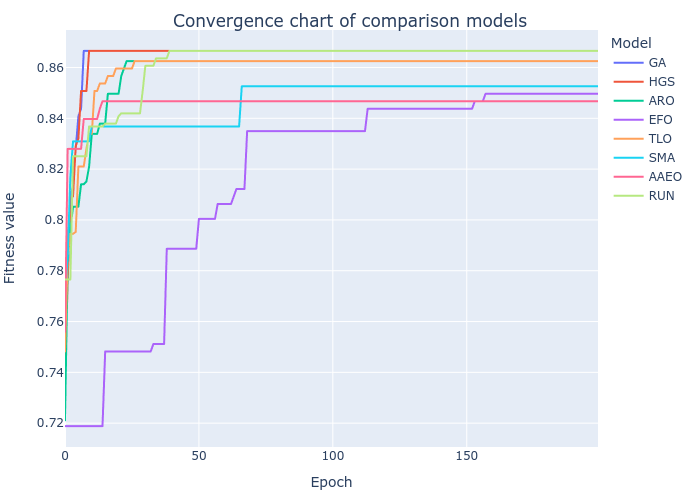 Convergence chart of comparison models
Model
GA
HGS
ARO
EFO
TLO
SMA
AAEO
RUN
Fitness value
0.86
0.84
0.82
0.8
0.78
0.76
0.74
0.72
0
50
100
150
Epoch